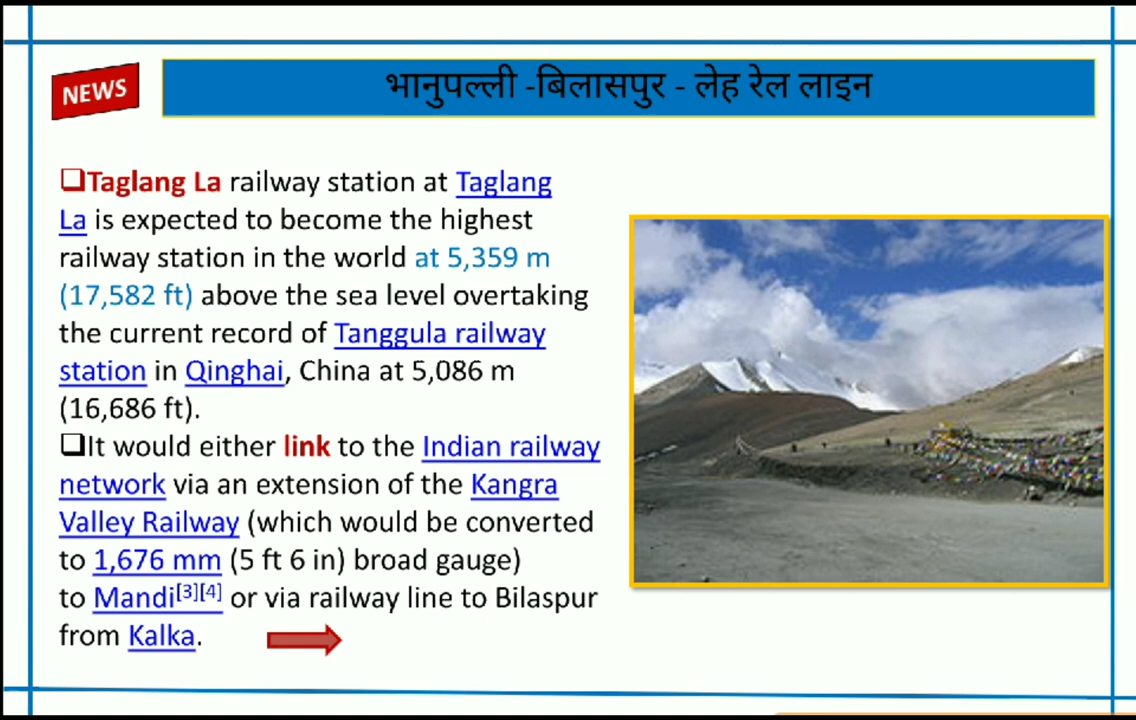 NEWS
भानुपल्ली -बिलासपुर - लेह रेल लाइन
❑Taglang La railway station at Taglang
La is expected to become the highest
railway station in the world at 5,359 m
(17,582 ft) above the sea level overtaking
the current record of Tanggula railway
station in Qinghai, China at 5,086 m
(16,686 ft).
❑It would either link to the Indian railway
network via an extension of the Kangra
Valley Railway (which would be converted
to 1,676 mm (5 ft 6 in) broad gauge)
to Mandi[3][4] or via railway line to Bilaspur
from Kalka.